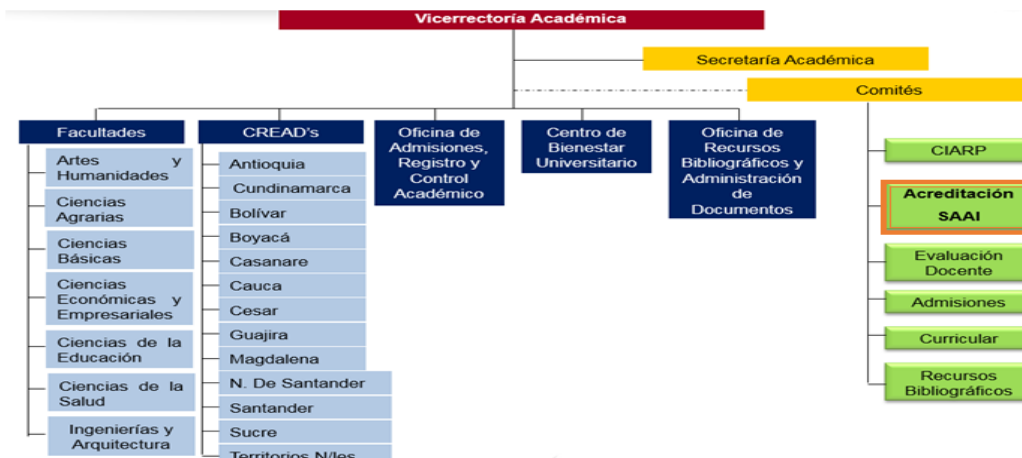 Vicerrectoría Académica
Secretaría Académica
Comités
Facultades
Artes y
Humanidades
Ciencias
Agrarias
Ciencias
Básicas
Ciencias
Económicas y
Empresariales
Ciencias de la
Educación
Ciencias de la
Salud
Ingenierías y
Arquitectura
CREAD's
Antioquia
Cundinamarca
Bolívar
Boyacá
Casanare
Cauca
Cesar
Guajira
Magdalena
N. De Santander
Santander
Sucre
Territorios N/les
Oficina de
Admisiones,
Registro y
Control
Académico
Centro de
Bienestar
Universitario
Oficina de
Recursos
Bibliográficos y
Administración
de
Documentos
CIARP
Acreditación
SAAI
Evaluación
Docente
Admisiones
Curricular
Recursos
Bibliográficos